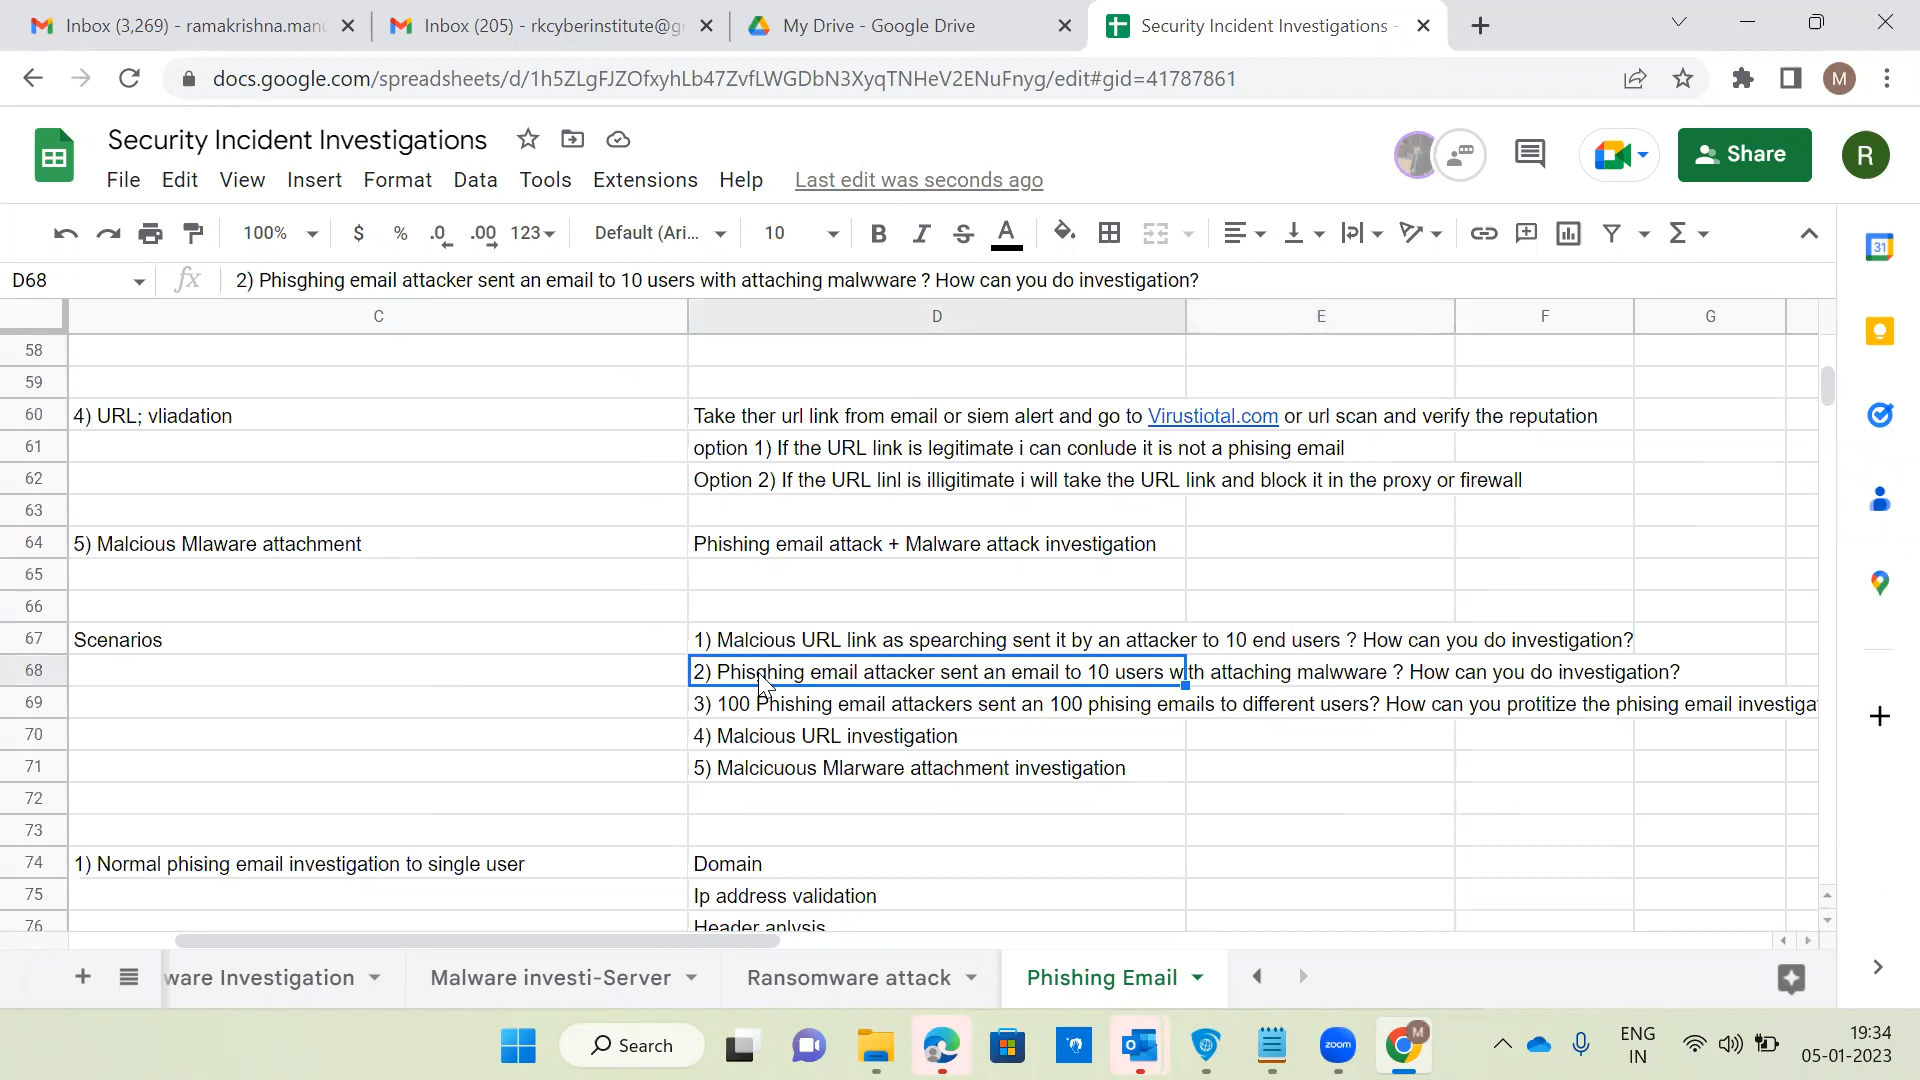 Inbox (3,269) - ramakrishna.manu
Inbox (205) - rkcyberinstitute@g
My Drive - Google Drive
Security Incident Investigations -
docs.google.com/spreadsheets/d/1h5ZLgFJZOfxyhLb47ZvfLWGDbN3XyqTNHeV2ENuFnyg/edit#gid=41787861
M
Security Incident Investigations
Share
R
File Edit View Insert Format Data Tools Extensions Help Last edit was seconds ago
100% $ % .0 .00 123 Default (Ari... 10 B I S A
D68 fx 2) Phisghing email attacker sent an email to 10 users with attaching malwware ? How can you do investigation?
C D E F G
58
59
60 4) URL; vliadation Take ther url link from email or siem alert and go to Virustiotal.com or url scan and verify the reputation
61 option 1) If the URL link is legitimate i can conlude it is not a phising email
62 Option 2) If the URL linl is illigitimate i will take the URL link and block it in the proxy or firewall
63
64 5) Malcious Mlaware attachment Phishing email attack + Malware attack investigation
65
66
67 Scenarios 1) Malcious URL link as spearching sent it by an attacker to 10 end users ? How can you do investigation?
68 2) Phisghing email attacker sent an email to 10 users with attaching malwware ? How can you do investigation?
69 3) 100 Phishing email attackers sent an 100 phising emails to different users? How can you protitize the phising email investiga
70 4) Malcious URL investigation
71 5) Malcicuous Mlarware attachment investigation
72
73
74 1) Normal phising email investigation to single user Domain
75 Ip address validation
76 Header anlysis
ware Investigation Malware investi-Server Ransomware attack Phishing Email
Search
zoom
M
ENG
IN
19:34
05-01-2023
31